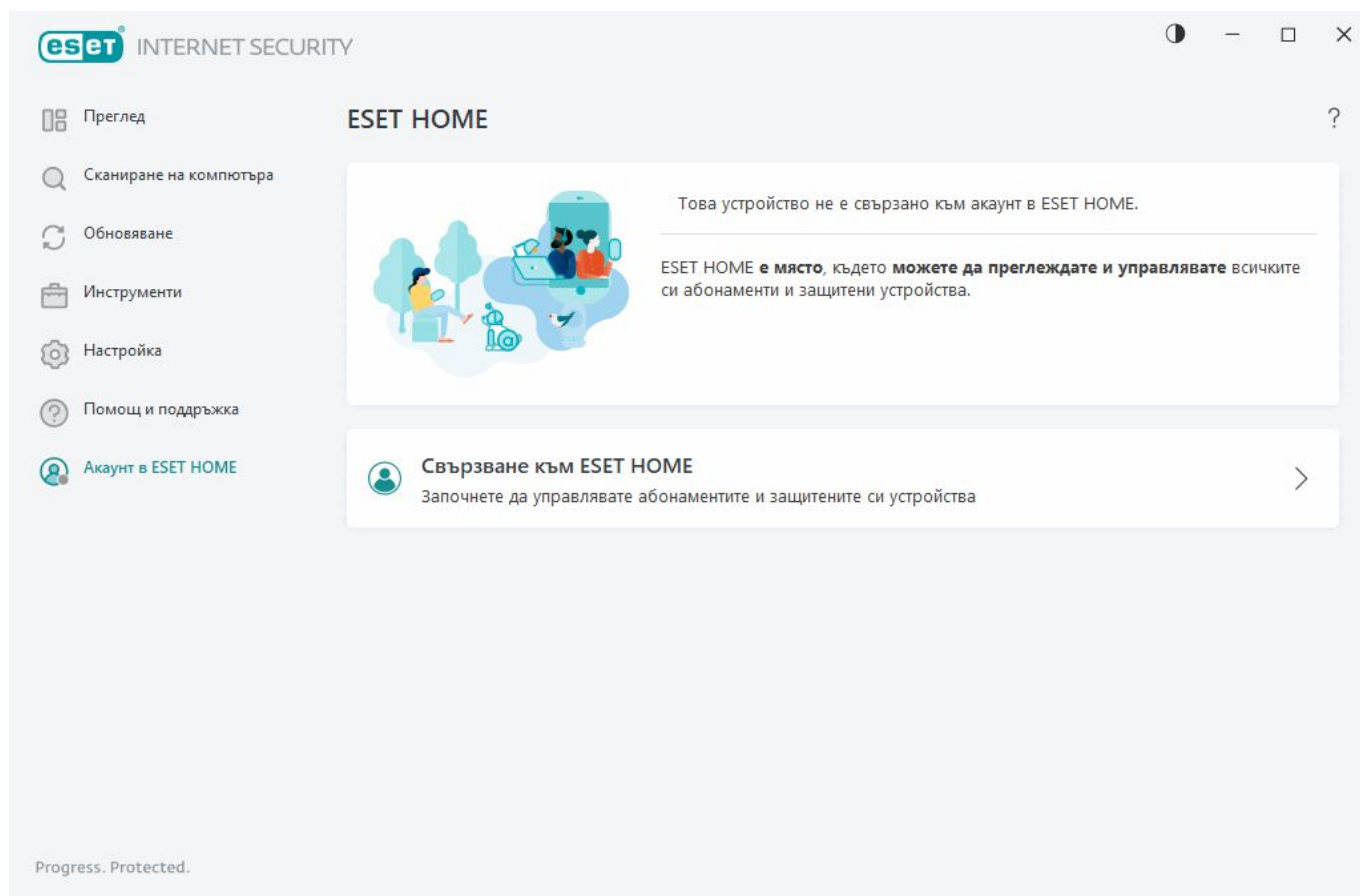 eset® INTERNET SECURITY
Преглед
Сканиране на компютъра
Обновяване
Инструменти
Настройка
Помощ и поддръжка
Акаунт в ESET HOME
ESET HOME
?
Това устройство не е свързано към акаунт в ESET HOME.
ESET HOME е място, където можете да преглеждате и управлявате всичките
си абонаменти и защитени устройства.
Свързване към ESET HOME
Започнете да управлявате абонаментите и защитените си устройства
Progress. Protected.